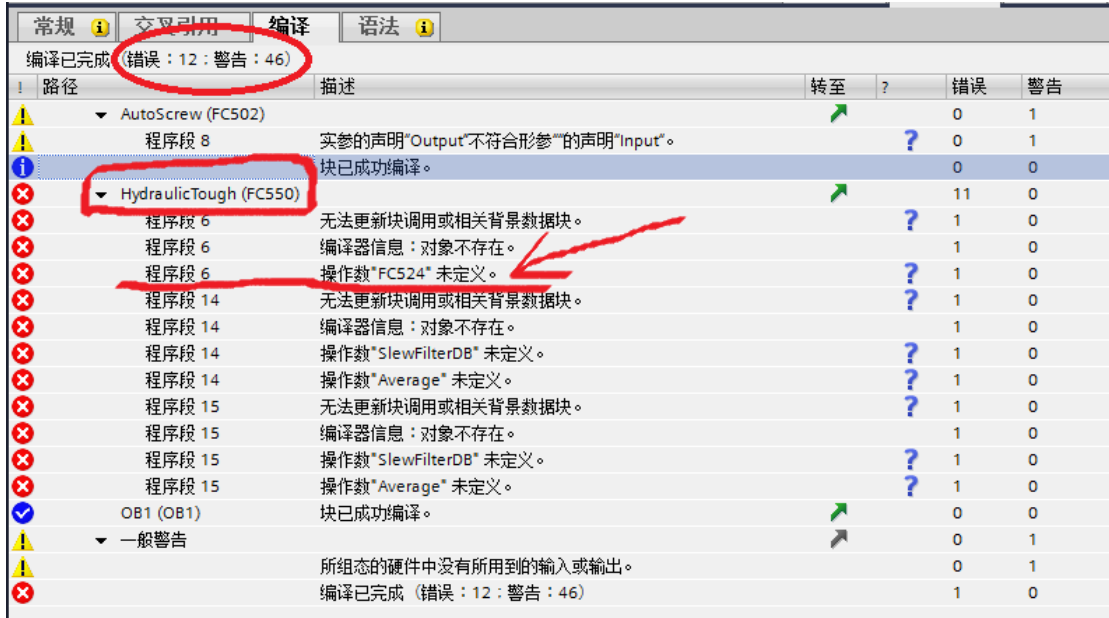 常规 交叉引用 编译 语法
编译已完成（错误：12；警告：46）
! 路径 描述 转至 ? 错误 警告
AutoScrew (FC502) 0 1
程序段 8 实参的声明"Output"不符合形参""的声明"Input"。 ? 0 1
块已成功编译。 0 0
HydraulicTough (FC550) 11 0
程序段 6 无法更新块调用或相关背景数据块。 ? 1 0
程序段 6 编译器信息：对象不存在。 1 0
程序段 6 操作数"FC524" 未定义。 ? 1 0
程序段 14 无法更新块调用或相关背景数据块。 ? 1 0
程序段 14 编译器信息：对象不存在。 1 0
程序段 14 操作数"SlewFilterDB" 未定义。 ? 1 0
程序段 14 操作数"Average" 未定义。 ? 1 0
程序段 15 无法更新块调用或相关背景数据块。 ? 1 0
程序段 15 编译器信息：对象不存在。 1 0
程序段 15 操作数"SlewFilterDB" 未定义。 ? 1 0
程序段 15 操作数"Average" 未定义。 ? 1 0
OB1 (OB1) 块已成功编译。 0 0
一般警告 0 1
所组态的硬件中没有所用到的输入或输出。 0 1
编译已完成（错误：12；警告：46） 1 0